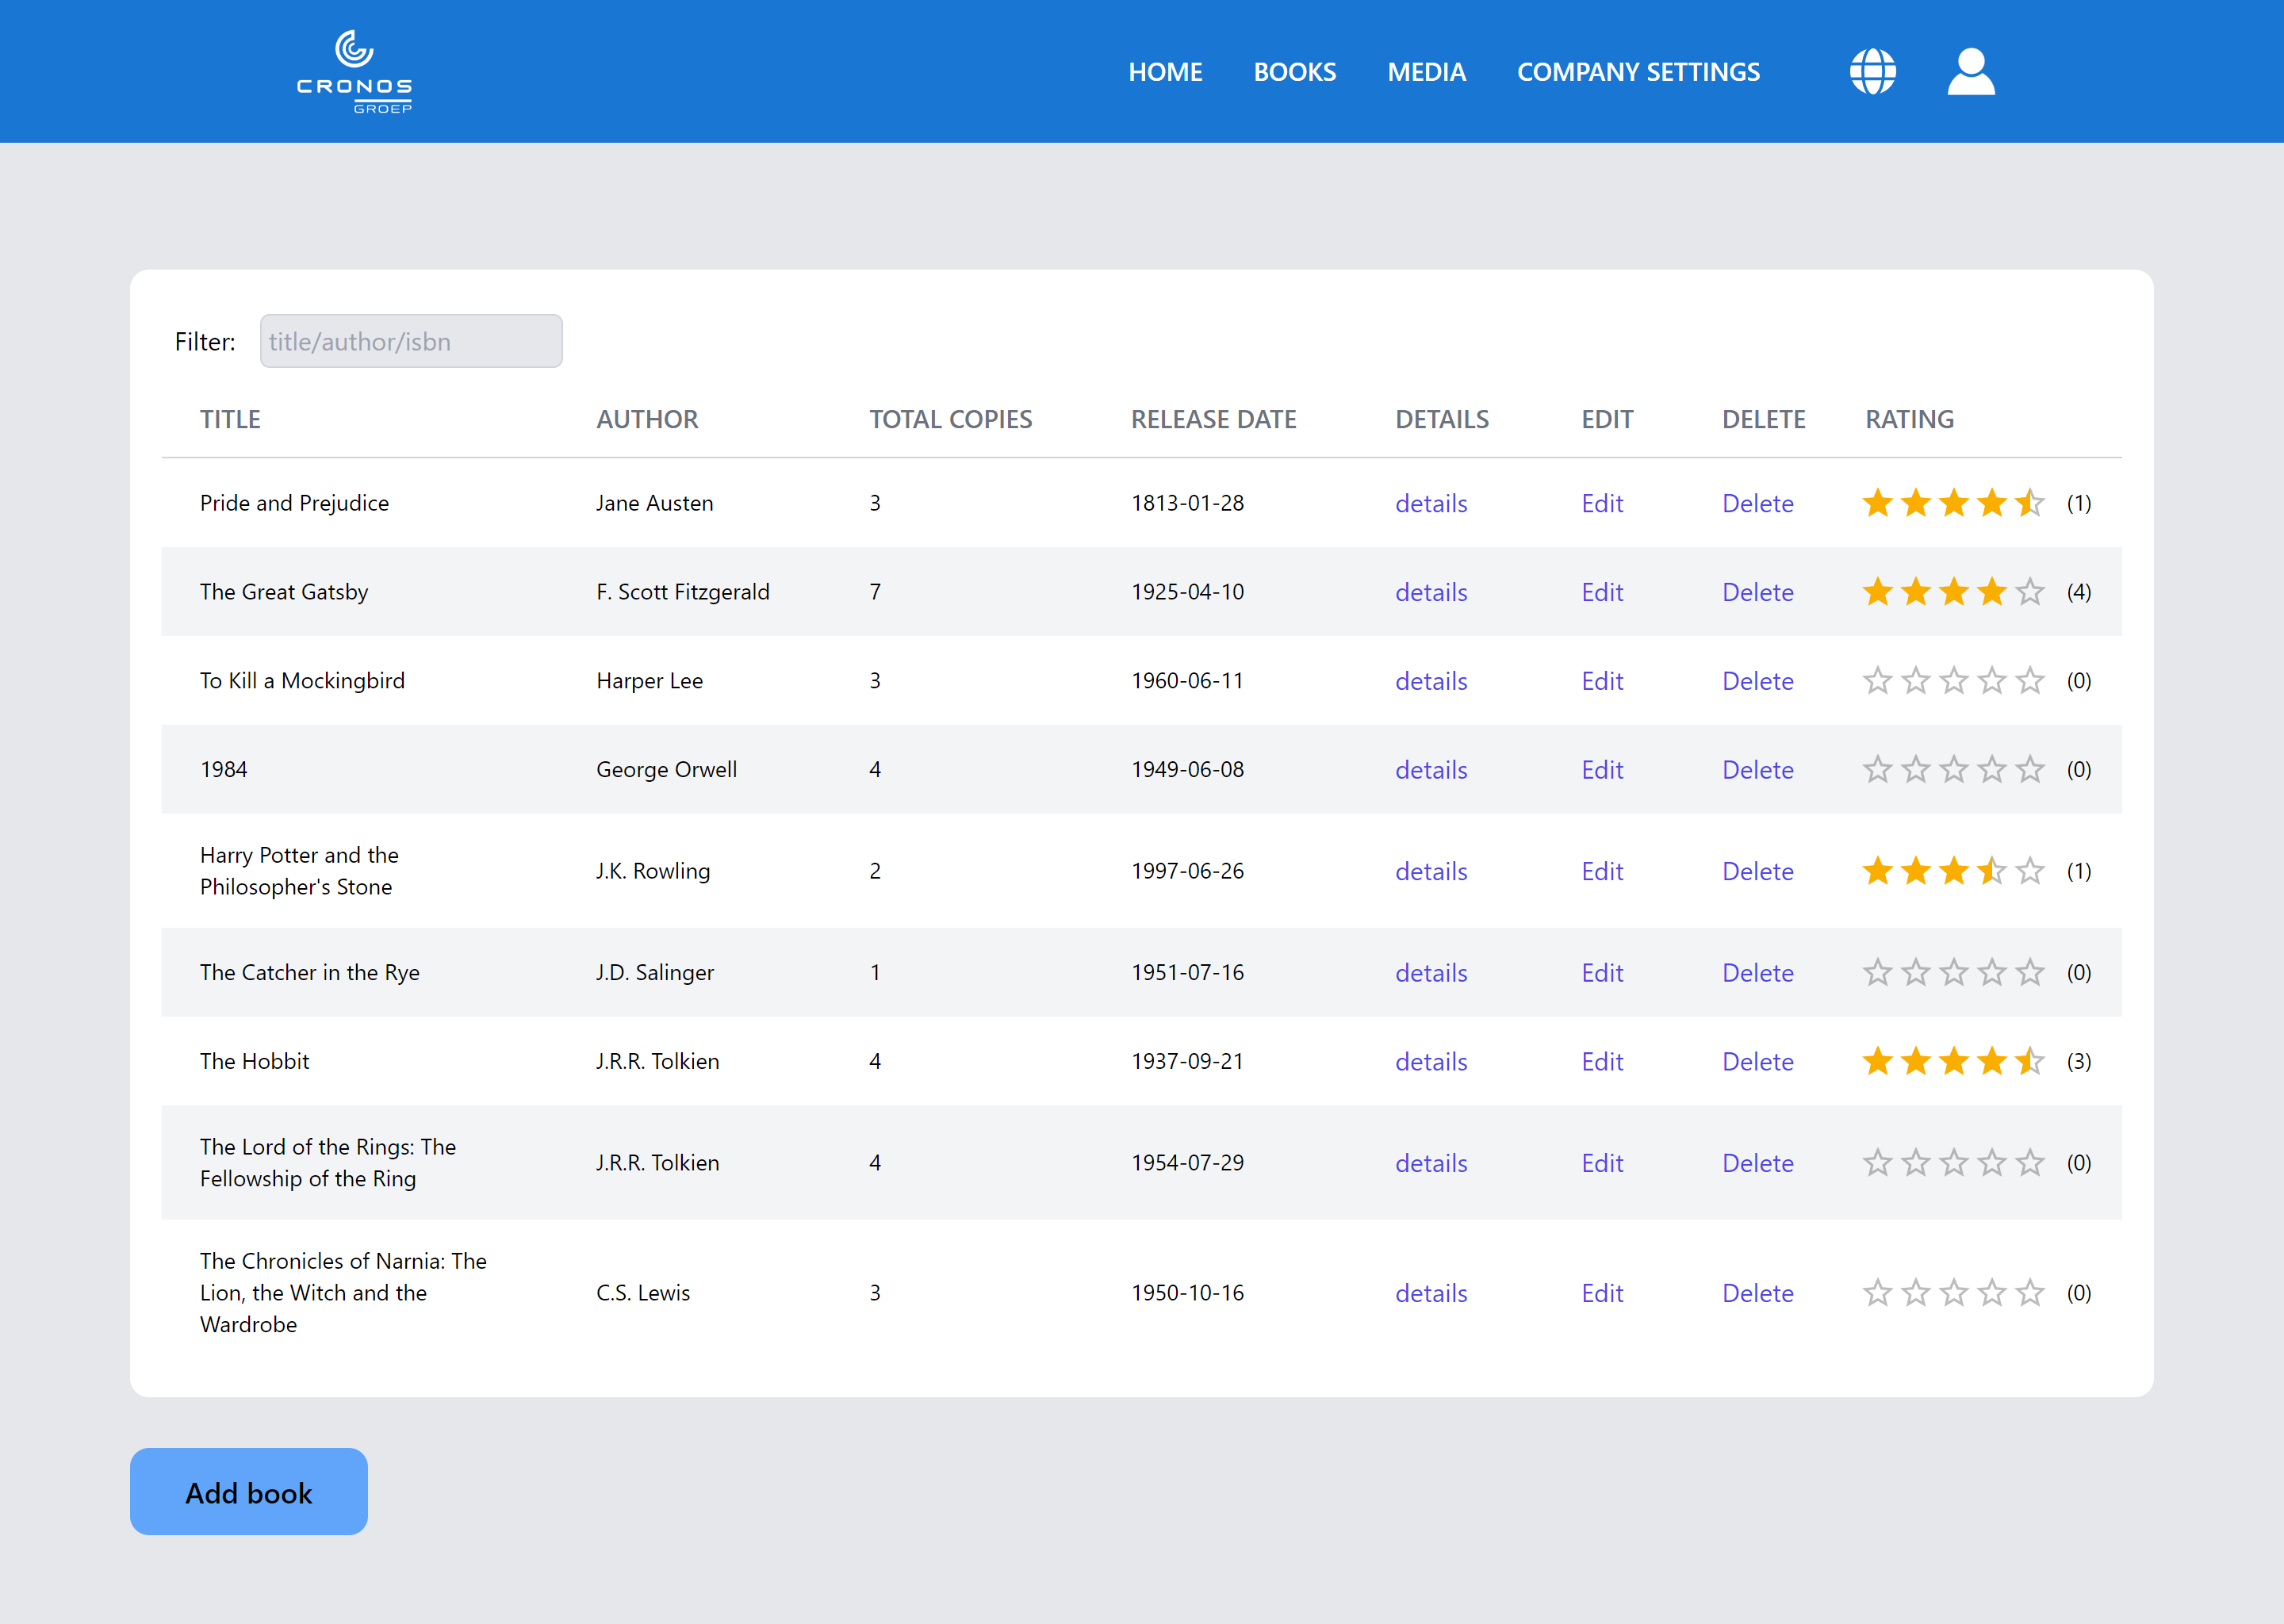 CRONOS
GROEP
HOME BOOKS MEDIA COMPANY SETTINGS
Filter: title/author/isbn
TITLE AUTHOR TOTAL COPIES RELEASE DATE DETAILS EDIT DELETE RATING
Pride and Prejudice Jane Austen 3 1813-01-28 details Edit Delete (1)
The Great Gatsby F. Scott Fitzgerald 7 1925-04-10 details Edit Delete (4)
To Kill a Mockingbird Harper Lee 3 1960-06-11 details Edit Delete (0)
1984 George Orwell 4 1949-06-08 details Edit Delete (0)
Harry Potter and the
Philosopher's Stone J.K. Rowling 2 1997-06-26 details Edit Delete (1)
The Catcher in the Rye J.D. Salinger 1 1951-07-16 details Edit Delete (0)
The Hobbit J.R.R. Tolkien 4 1937-09-21 details Edit Delete (3)
The Lord of the Rings: The
Fellowship of the Ring J.R.R. Tolkien 4 1954-07-29 details Edit Delete (0)
The Chronicles of Narnia: The
Lion, the Witch and the C.S. Lewis 3 1950-10-16 details Edit Delete (0)
Wardrobe
Add book